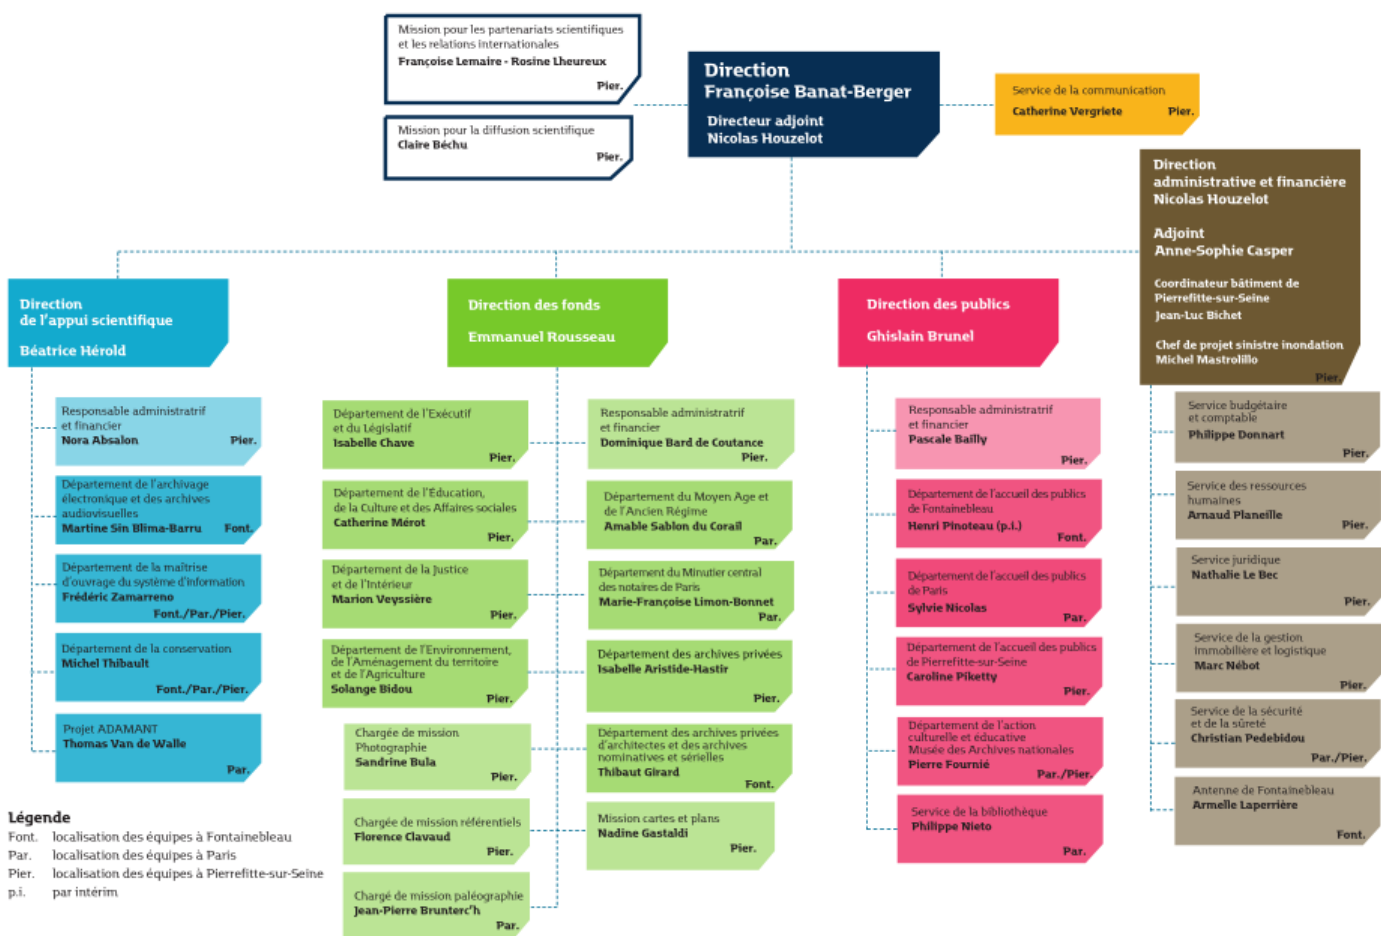 Mission pour les partenariats scientifiques
et les relations internationales
Françoise Lemaire - Rosine Lheureux
Pier.
Mission pour la diffusion scientifique
Claire Béchu
Pier.
Direction
Françoise Banat-Berger
Directeur adjoint
Nicolas Houzelot
Service de la communication
Catherine Vergriete Pier.
Direction
administrative et financière
Nicolas Houzelot
Adjoint
Anne-Sophie Casper
Coordinateur bâtiment de
Pierrefitte-sur-Seine
Jean-Luc Bichet
Chef de projet sinistre inondation
Michel Mastrolillo
Pier.
Direction
de l'appui scientifique
Béatrice Hérold
Direction des fonds
Emmanuel Rousseau
Direction des publics
Ghislain Brunel
Responsable administratrif
et financier
Nora Absalon Pier.
Département de l'archivage
électronique et des archives
audiovisuelles
Martine Sin Blima-Barru Font.
Département de la maîtrise
d'ouvrage du système d'information
Frédéric Zamarreno
Font./Par./Pier.
Département de la conservation
Michel Thibault
Font./Par./Pier.
Projet ADAMANT
Thomas Van de Walle
Par.
Département de l'Exécutif
et du Législatif
Isabelle Chave
Pier.
Département de l'Éducation,
de la Culture et des Affaires sociales
Catherine Mérot
Pier.
Département de la Justice
et de l'Intérieur
Marion Veyssière
Pier.
Département de l'Environnement,
de l'Aménagement du territoire
et de l'Agriculture
Solange Bidou
Pier.
Chargée de mission
Photographie
Sandrine Bula
Pier.
Chargée de mission référentiels
Florence Clavaud
Pier.
Chargé de mission paléographie
Jean-Pierre Brunterc'h
Par.
Responsable administratif
et financier
Dominique Bard de Coutance
Pier.
Département du Moyen Age et
de l'Ancien Régime
Amable Sablon du Corail
Par.
Département du Minutier central
des notaires de Paris
Marie-Françoise Limon-Bonnet
Par.
Département des archives privées
Isabelle Aristide-Hastir
Pier.
Département des archives privées
d'architectes et des archives
nominatives et sérielles
Thibaut Girard
Font.
Mission cartes et plans
Nadine Gastaldi
Pier.
Responsable administratif
et financier
Pascale Bailly
Pier.
Département de l'accueil des publics
de Fontainebleau
Henri Pinoteau (p.i.)
Font.
Département de l'accueil des publics
de Paris
Sylvie Nicolas
Par.
Département de l'accueil des publics
de Pierrefitte-sur-Seine
Caroline Piketty
Pier.
Département de l'action
culturelle et éducative
Musée des Archives nationales
Pierre Fournié
Par./Pier.
Service de la bibliothèque
Philippe Nieto
Par.
Service budgétaire
et comptable
Philippe Donnart
Pier.
Service des ressources
humaines
Arnaud Planeille
Pier.
Service juridique
Nathalie Le Bec
Pier.
Service de la gestion
immobilière et logistique
Marc Nébot
Pier.
Service de la sécurité
et de la sûreté
Christian Pedebidou
Par./Pier.
Antenne de Fontainebleau
Armelle Laperrière
Font.
Légende
Font. localisation des équipes à Fontainebleau
Par. localisation des équipes à Paris
Pier. localisation des équipes à Pierrefitte-sur-Seine
p.i. par intérim